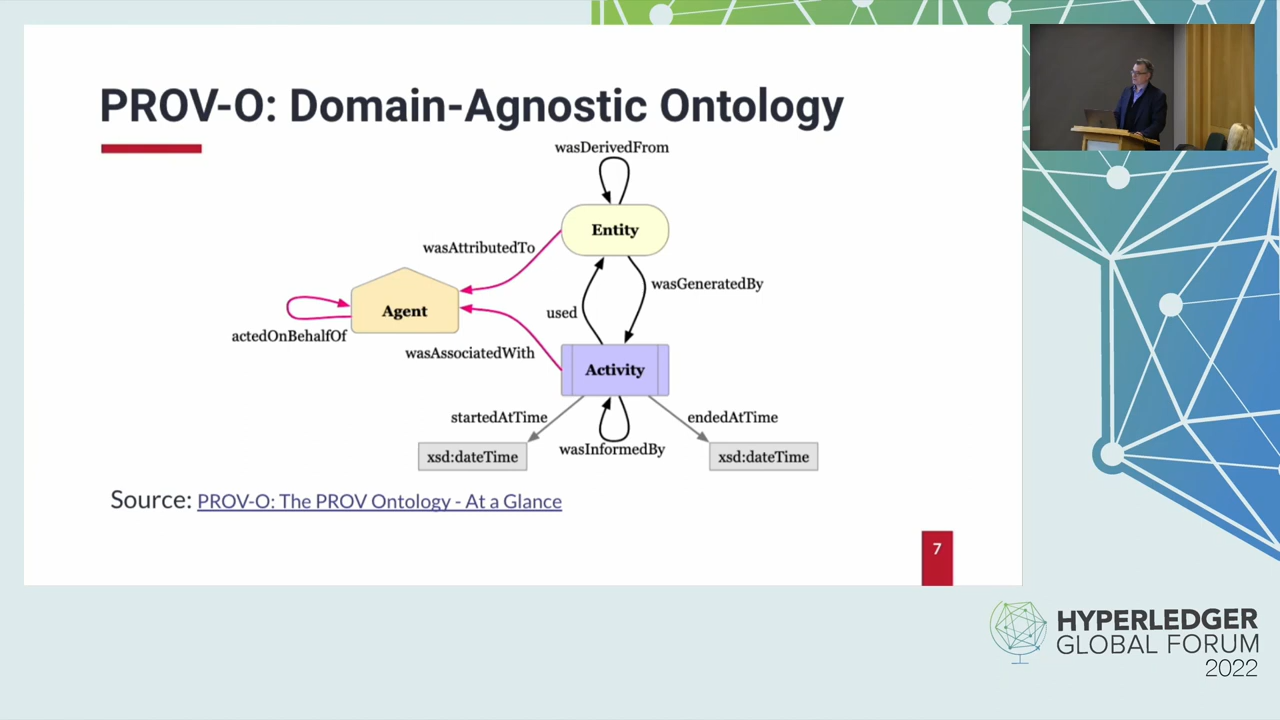 PROV-O: Domain-Agnostic Ontology
wasDerivedFrom
Entity
wasAttributedTo
wasGeneratedBy
Agent
used
actedOnBehalfOf
wasAssociatedWith
Activity
startedAtTime
endedAtTime
wasInformedBy
xsd:dateTime
xsd:dateTime
Source: PROV-O: The PROV Ontology - At a Glance
7
HYPERLEDGER
GLOBAL FORUM
2022